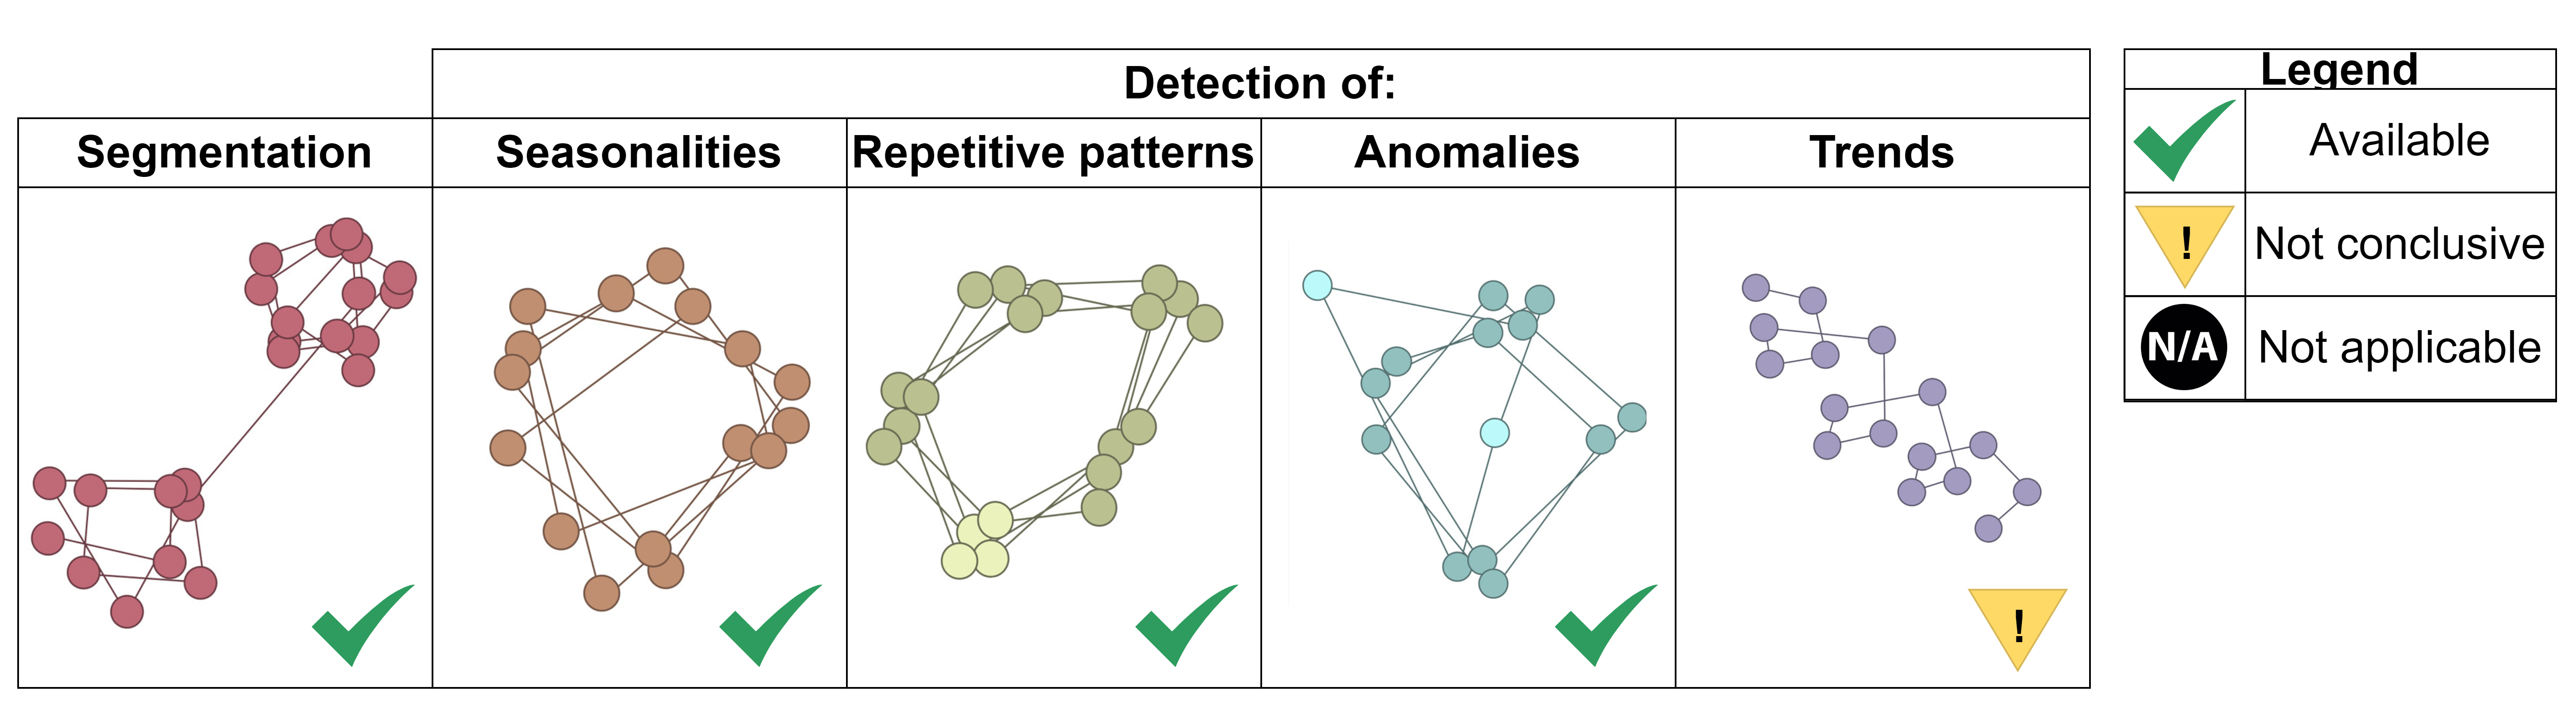 Detection of:
Segmentation
Seasonalities
Repetitive patterns
Anomalies
Trends
!
Legend
Available
! Not conclusive
N/A Not applicable